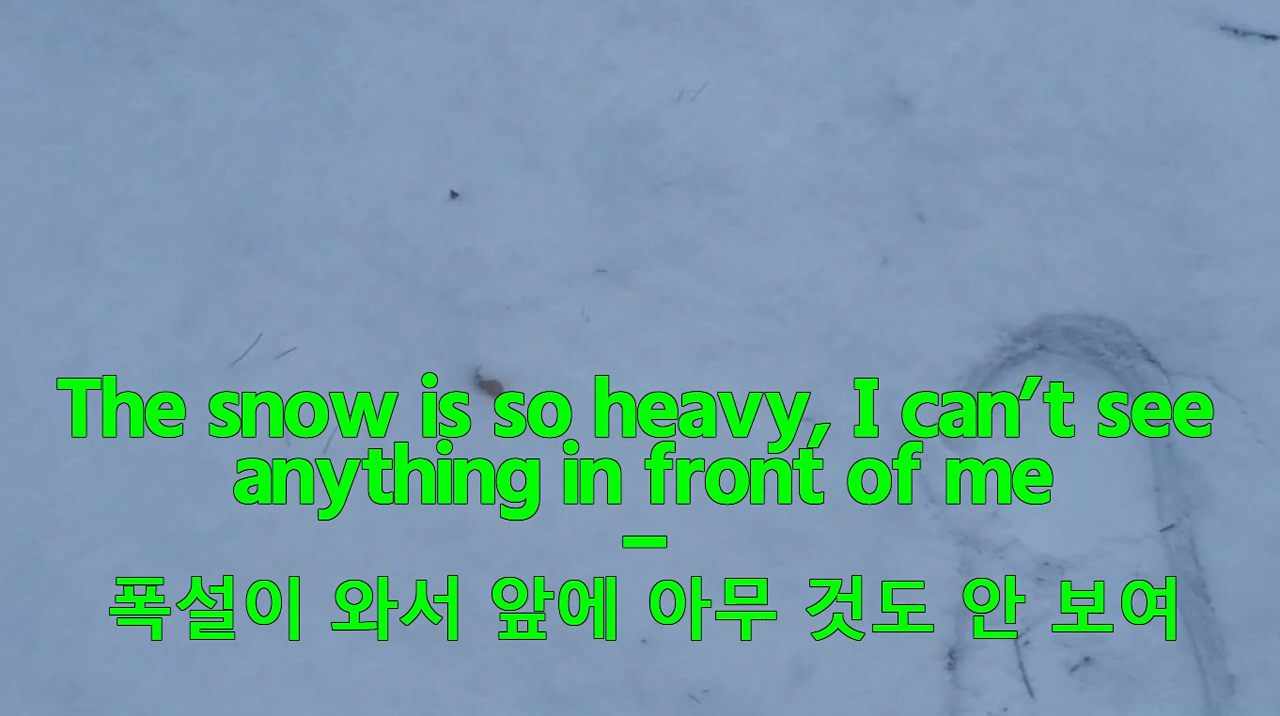 The snow is so heavy, I can’t see
anything in front of me
–
폭설이 와서 앞에 아무 것도 안 보여